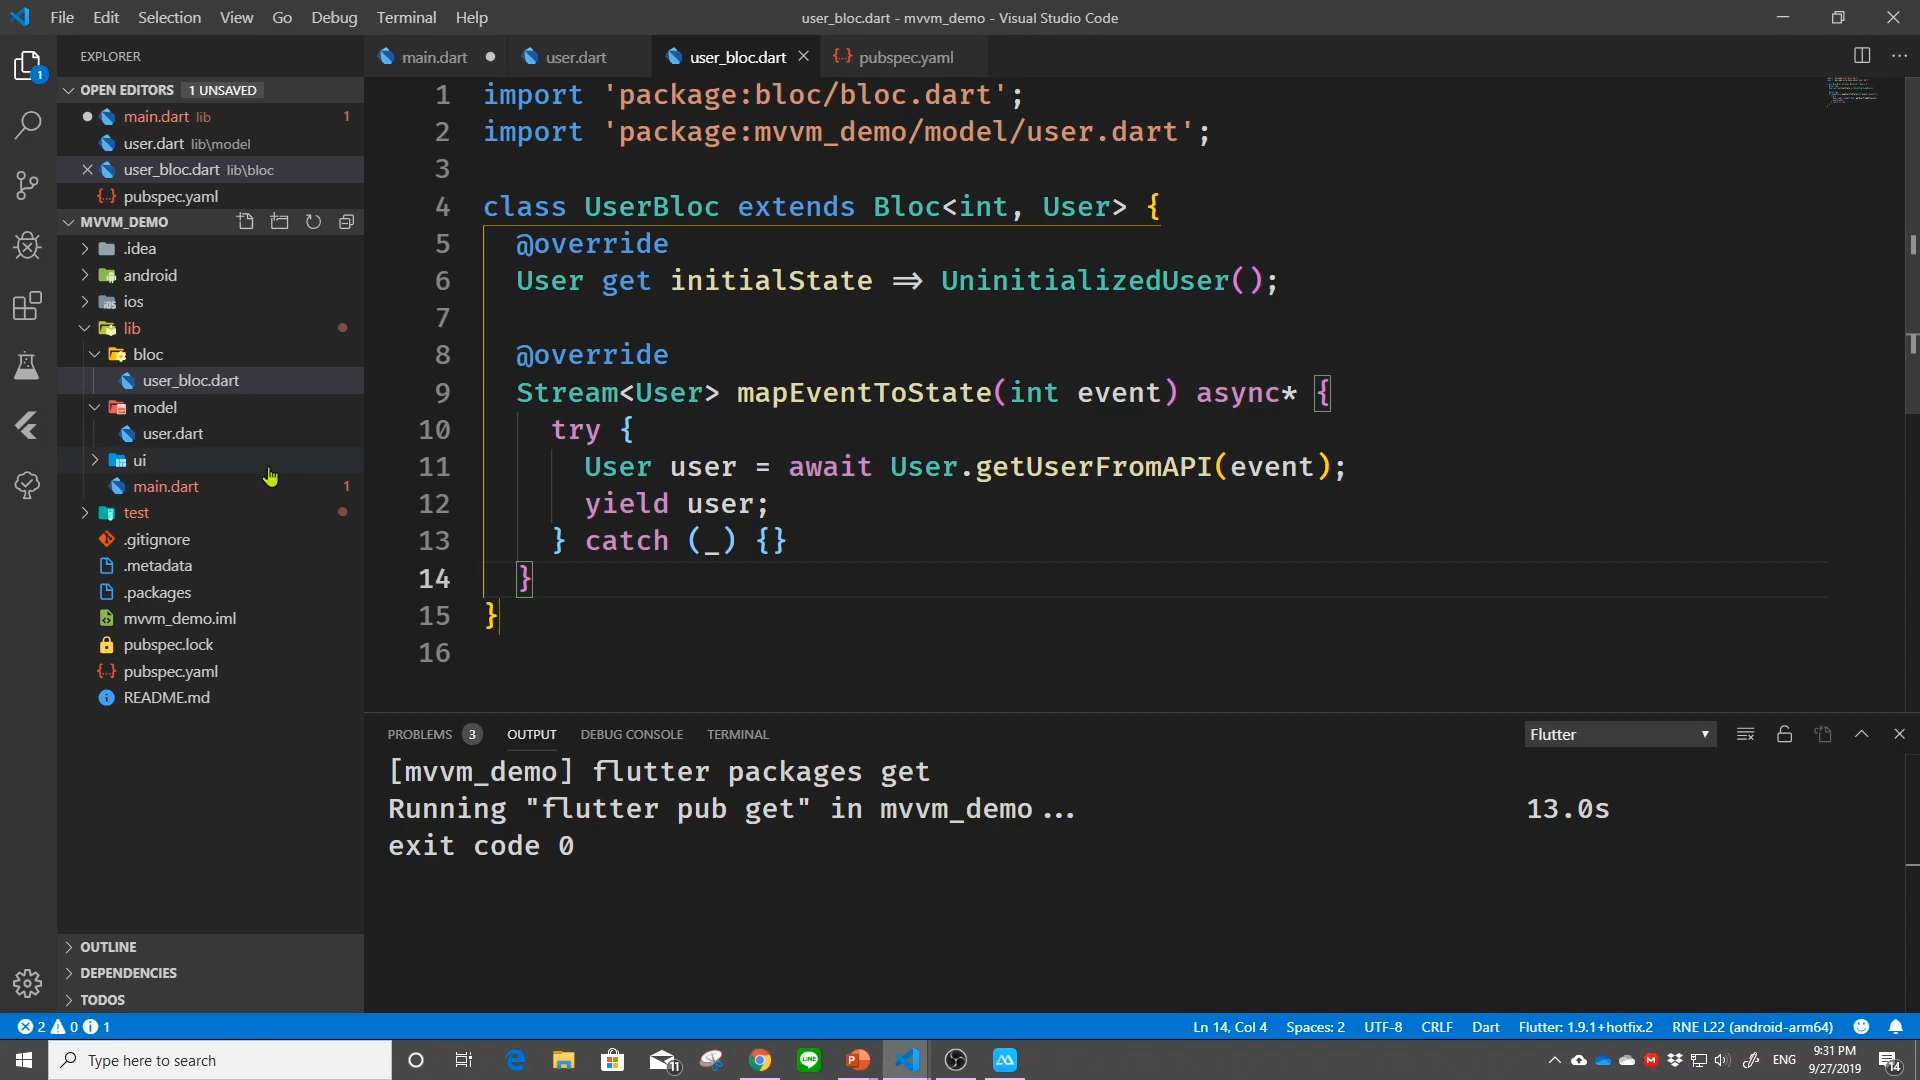 File Edit Selection View Go Debug Terminal Help
user_bloc.dart - mvvm_demo - Visual Studio Code
EXPLORER
main.dart
user.dart
user_bloc.dart
pubspec.yaml
OPEN EDITORS 1 UNSAVED
main.dart lib 1
user.dart lib\model
user_bloc.dart lib\bloc
pubspec.yaml
MVVM_DEMO
.idea
android
ios
lib
bloc
user_bloc.dart
model
user.dart
ui
main.dart 1
test
.gitignore
.metadata
.packages
mvvm_demo.iml
pubspec.lock
pubspec.yaml
README.md
OUTLINE
DEPENDENCIES
TODOS
1 import 'package:bloc/bloc.dart';
2 import 'package:mvvm_demo/model/user.dart';
3
4 class UserBloc extends Bloc<int, User> {
5 @override
6 User get initialState => UninitializedUser();
7
8 @override
9 Stream<User> mapEventToState(int event) async* {
10 try {
11 User user = await User.getUserFromAPI(event);
12 yield user;
13 } catch (_) {}
14 }
15 }
16
PROBLEMS 3 OUTPUT DEBUG CONSOLE TERMINAL
Flutter
[mvvm_demo] flutter packages get
Running "flutter pub get" in mvvm_demo... 13.0s
exit code 0
2 0 1
Ln 14, Col 4 Spaces: 2 UTF-8 CRLF Dart Flutter: 1.9.1+hotfix.2 RNE L22 (android-arm64)
Type here to search
11
ENG
9:31 PM
9/27/2019
14